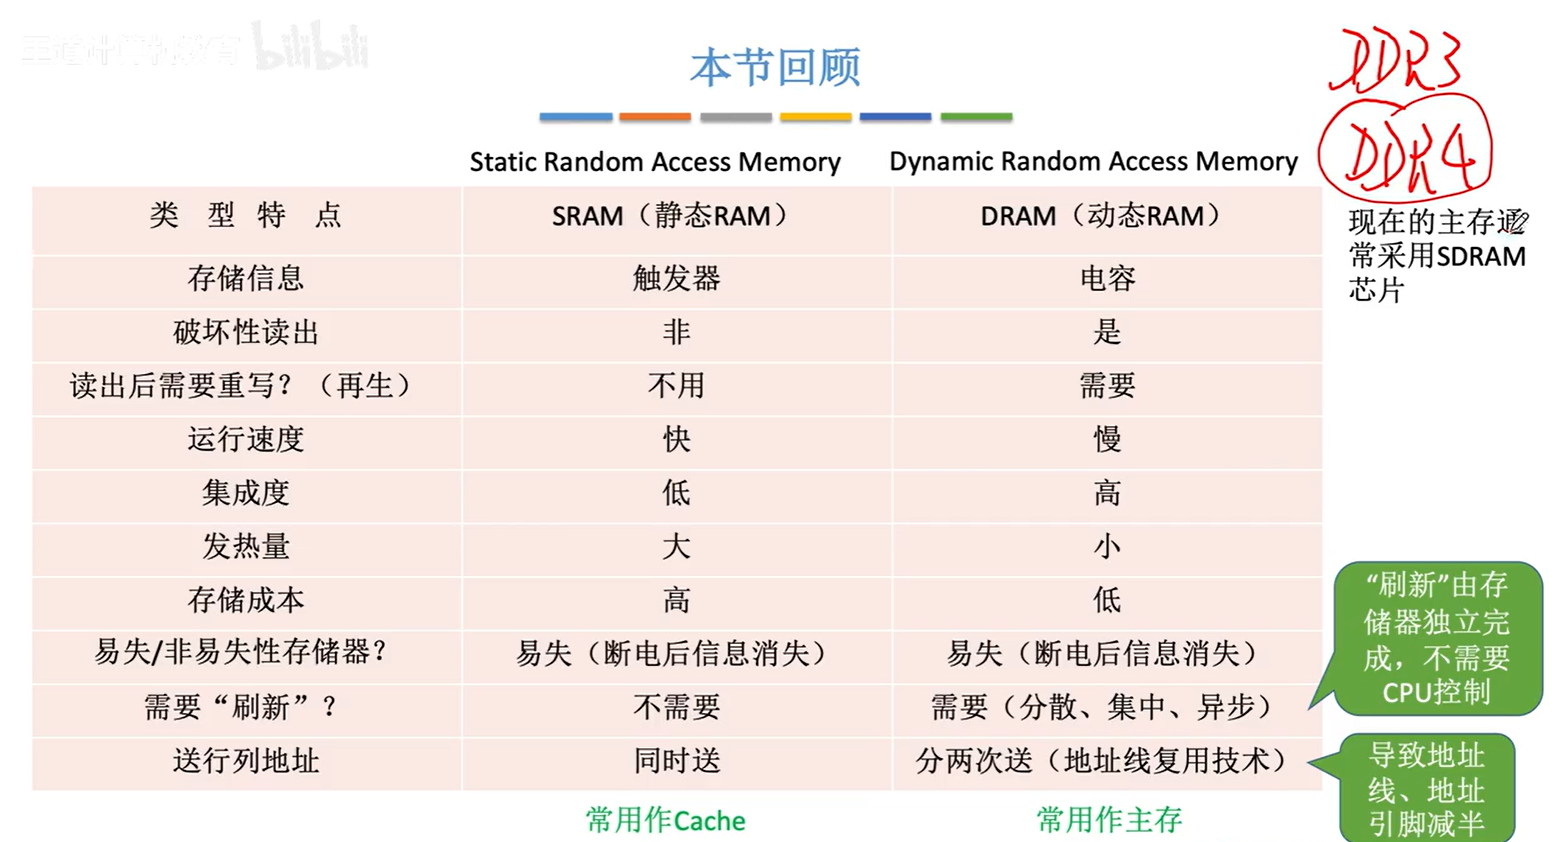 王道计算机教育 bilibili
本节回顾
DDR3
DDR4
Static Random Access Memory
Dynamic Random Access Memory
现在的主存通
常采用SDRAM
芯片
类 型 特 点 SRAM（静态RAM） DRAM（动态RAM）
存储信息 触发器 电容
破坏性读出 非 是
读出后需要重写？（再生） 不用 需要
运行速度 快 慢
集成度 低 高
发热量 大 小
存储成本 高 低
易失/非易失性存储器？ 易失（断电后信息消失） 易失（断电后信息消失）
需要“刷新”？ 不需要 需要（分散、集中、异步）
送行列地址 同时送 分两次送（地址线复用技术）
“刷新”由存
储器独立完
成，不需要
CPU控制
导致地址
线、地址
引脚减半
常用作Cache
常用作主存